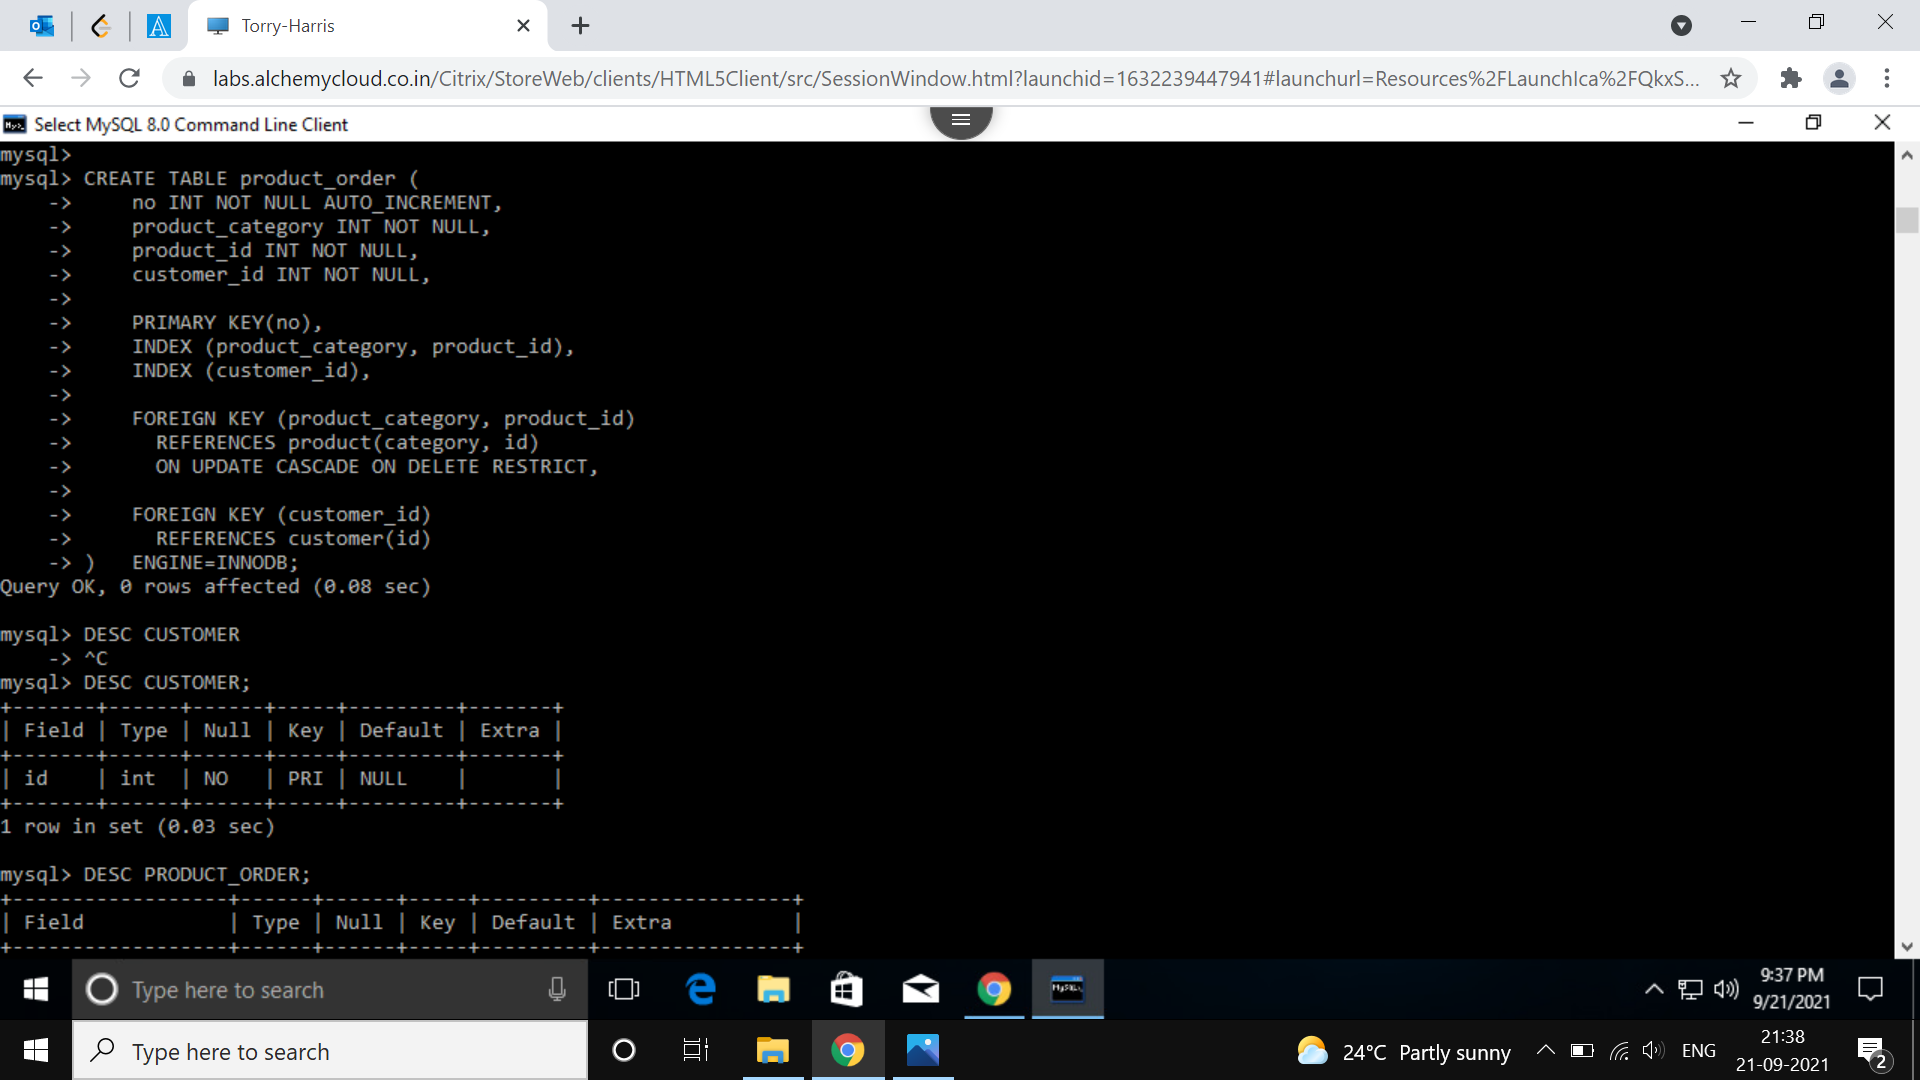 Torry-Harris
labs.alchemycloud.co.in/Citrix/StoreWeb/clients/HTML5Client/src/SessionWindow.html?launchid=1632239447941#launchurl=Resources%2FLaunchIca%2FQkxS...
Select MySQL 8.0 Command Line Client
mysql>
mysql> CREATE TABLE product_order (
    ->     no INT NOT NULL AUTO_INCREMENT,
    ->     product_category INT NOT NULL,
    ->     product_id INT NOT NULL,
    ->     customer_id INT NOT NULL,
    ->
    ->     PRIMARY KEY(no),
    ->     INDEX (product_category, product_id),
    ->     INDEX (customer_id),
    ->
    ->     FOREIGN KEY (product_category, product_id)
    ->       REFERENCES product(category, id)
    ->       ON UPDATE CASCADE ON DELETE RESTRICT,
    ->
    ->     FOREIGN KEY (customer_id)
    ->       REFERENCES customer(id)
    -> )   ENGINE=INNODB;
Query OK, 0 rows affected (0.08 sec)
mysql> DESC CUSTOMER
    -> ^C
mysql> DESC CUSTOMER;
+-------+------+------+-----+---------+-------+
| Field | Type | Null | Key | Default | Extra |
+-------+------+------+-----+---------+-------+
| id    | int  | NO   | PRI | NULL    |       |
+-------+------+------+-----+---------+-------+
1 row in set (0.03 sec)
mysql> DESC PRODUCT_ORDER;
+------------------+------+------+-----+---------+----------------+
| Field            | Type | Null | Key | Default | Extra          |
+------------------+------+------+-----+---------+----------------+
Type here to search
9:37 PM
9/21/2021
Type here to search
24°C Partly sunny
ENG
21:38
21-09-2021
2